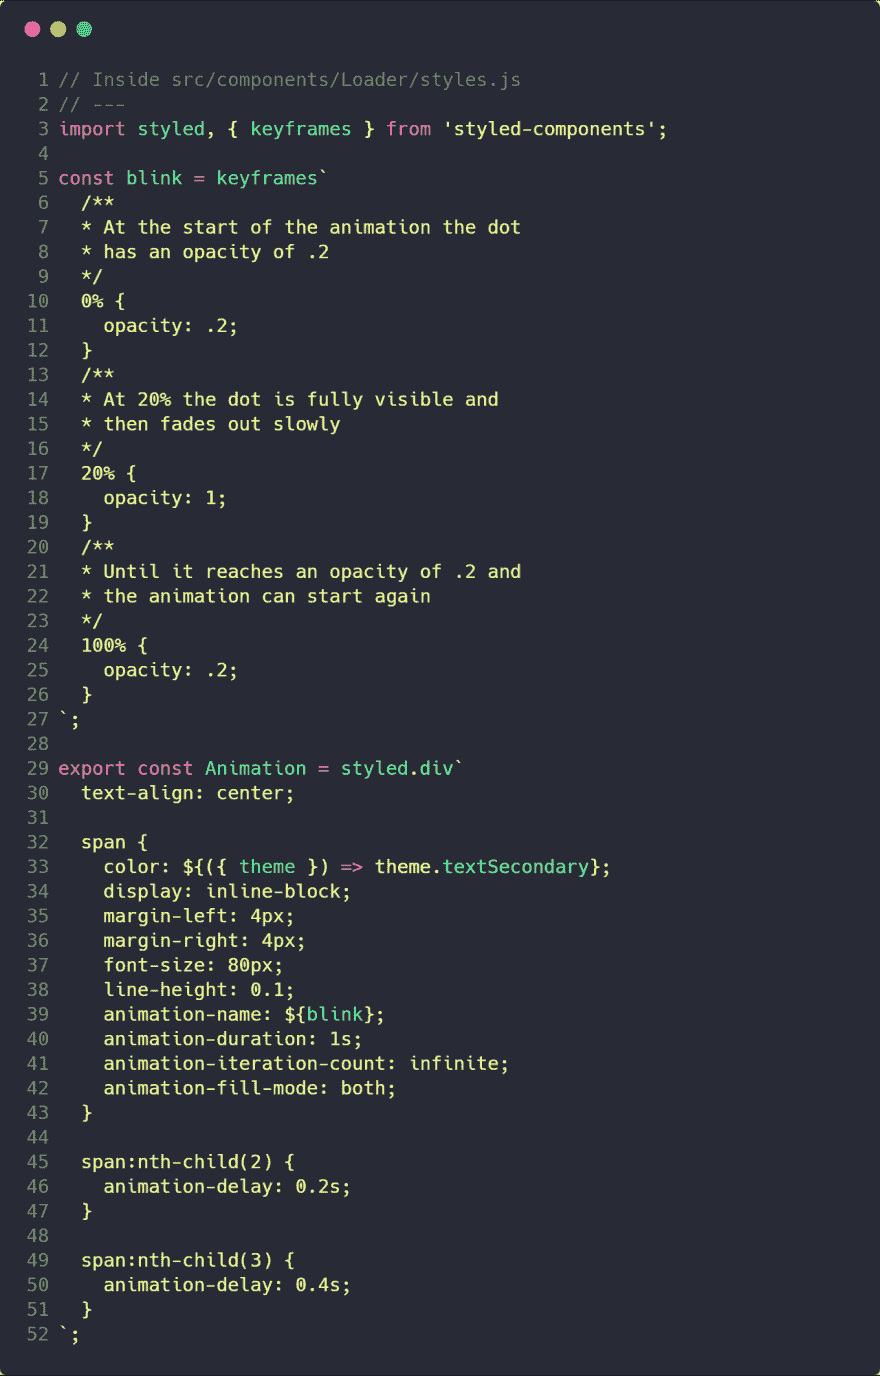 1 // Inside src/components/Loader/styles.js
2 // ---
3 import styled, { keyframes } from 'styled-components';
4
5 const blink = keyframes`
6   /**
7   * At the start of the animation the dot
8   * has an opacity of .2
9   */
10   0% {
11     opacity: .2;
12   }
13   /**
14   * At 20% the dot is fully visible and
15   * then fades out slowly
16   */
17   20% {
18     opacity: 1;
19   }
20   /**
21   * Until it reaches an opacity of .2 and
22   * the animation can start again
23   */
24   100% {
25     opacity: .2;
26   }
27 `;
28
29 export const Animation = styled.div`
30   text-align: center;
31
32   span {
33     color: ${({ theme }) => theme.textSecondary};
34     display: inline-block;
35     margin-left: 4px;
36     margin-right: 4px;
37     font-size: 80px;
38     line-height: 0.1;
39     animation-name: ${blink};
40     animation-duration: 1s;
41     animation-iteration-count: infinite;
42     animation-fill-mode: both;
43   }
44
45   span:nth-child(2) {
46     animation-delay: 0.2s;
47   }
48
49   span:nth-child(3) {
50     animation-delay: 0.4s;
51   }
52 `;